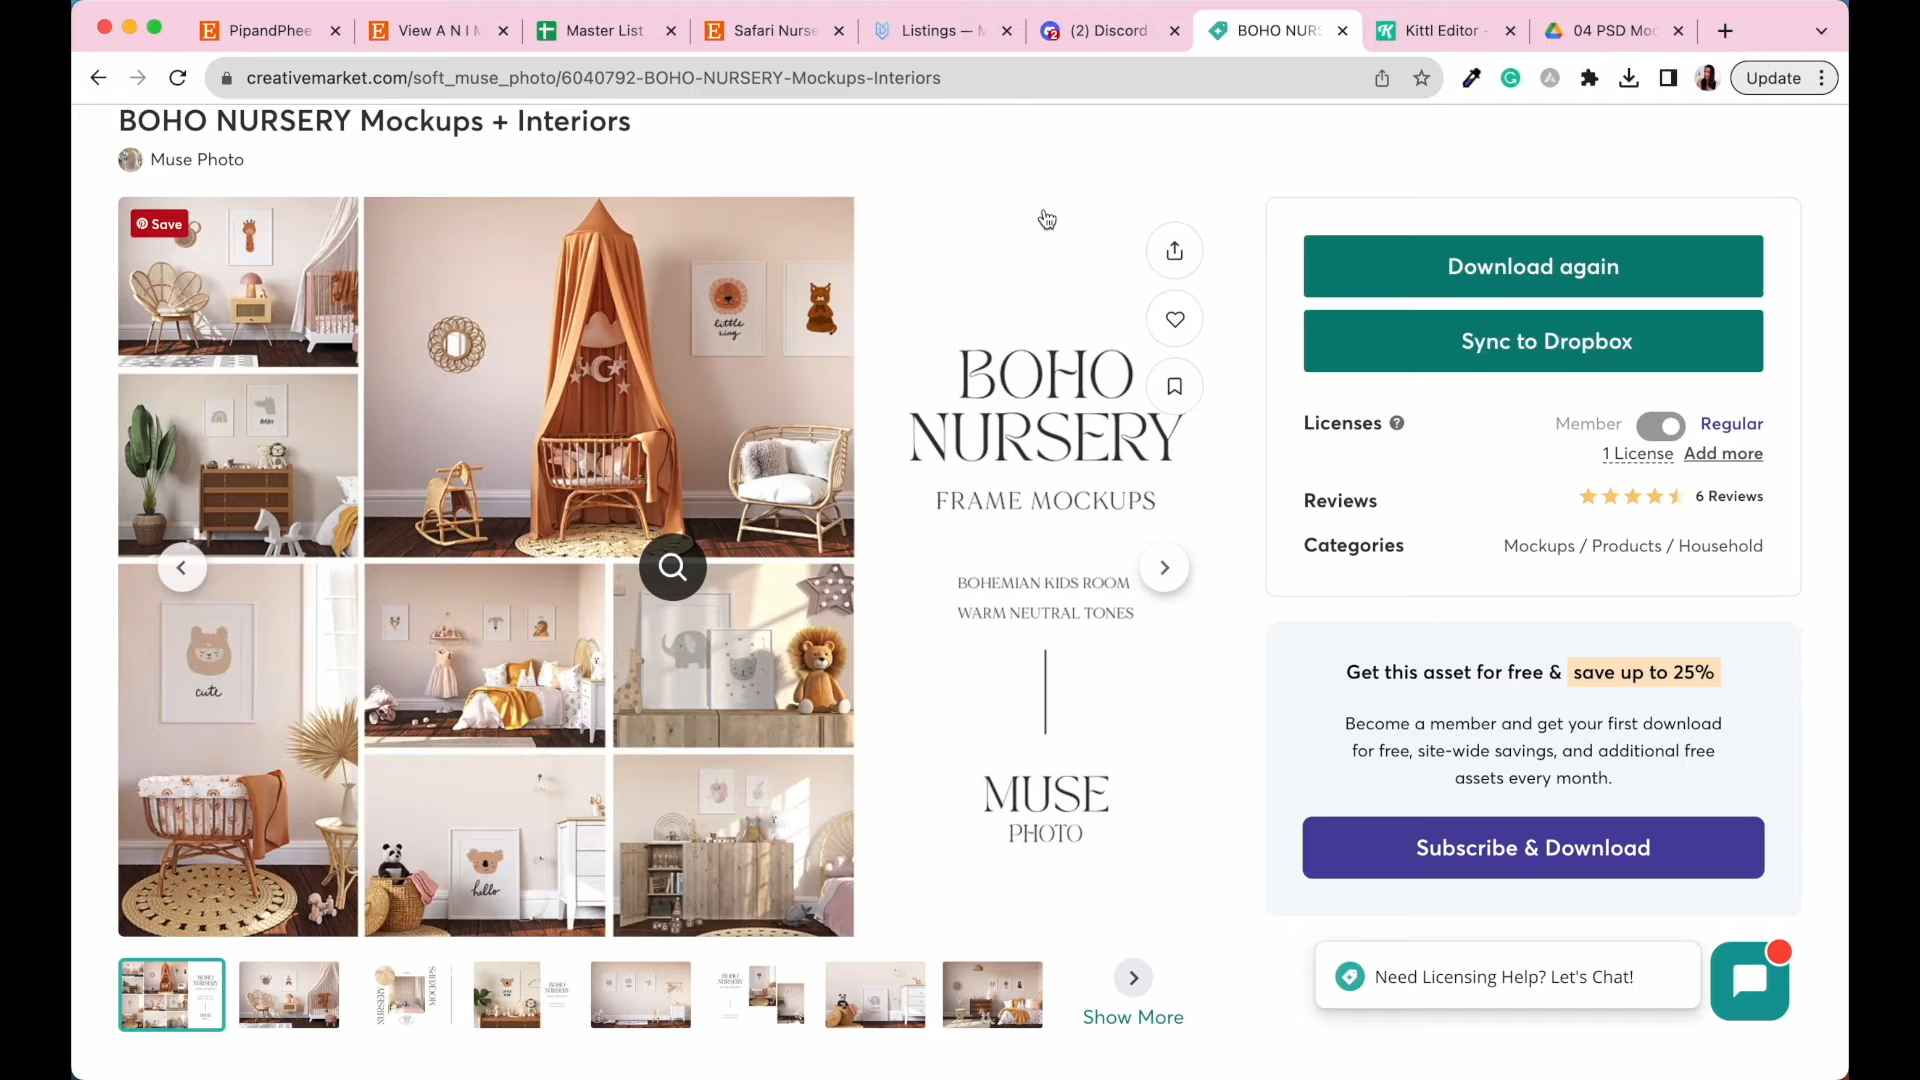 PipandPhee
View A N I M
Master List
Safari Nurse
Listings — M
(2) Discord
BOHO NURS
Kittl Editor -
04 PSD Moc
creativemarket.com/soft_muse_photo/6040792-BOHO-NURSERY-Mockups-Interiors
Update
BOHO NURSERY Mockups + Interiors
Muse Photo
Save
little
king
BABY
cute
hello
BOHO
NURSERY
FRAME MOCKUPS
BOHEMIAN KIDS ROOM
WARM NEUTRAL TONES
MUSE
PHOTO
Download again
Sync to Dropbox
Licenses
Member
Regular
1 License Add more
Reviews
6 Reviews
Categories
Mockups / Products / Household
Get this asset for free & save up to 25%
Become a member and get your first download
for free, site-wide savings, and additional free
assets every month.
Subscribe & Download
Need Licensing Help? Let's Chat!
Show More